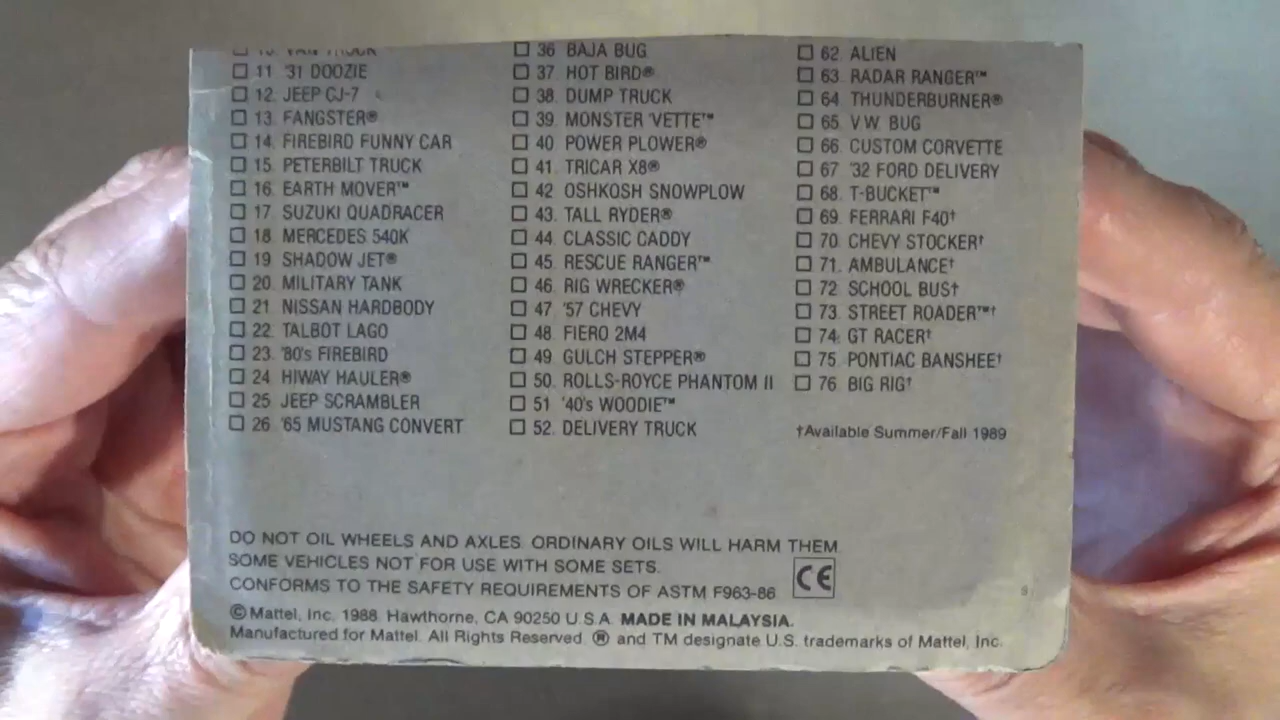 10. VAN TRUCK
☐ 11. '31 DOOZIE
☐ 12. JEEP CJ-7
☐ 13. FANGSTER®
☐ 14. FIREBIRD FUNNY CAR
☐ 15. PETERBILT TRUCK
☐ 16. EARTH MOVER™
☐ 17. SUZUKI QUADRACER
☐ 18. MERCEDES 540K
☐ 19. SHADOW JET®
☐ 20. MILITARY TANK
☐ 21. NISSAN HARDBODY
☐ 22. TALBOT LAGO
☐ 23. '80's FIREBIRD
☐ 24. HIWAY HAULER®
☐ 25. JEEP SCRAMBLER
☐ 26. '65 MUSTANG CONVERT
☐ 36. BAJA BUG
☐ 37. HOT BIRD®
☐ 38. DUMP TRUCK
☐ 39. MONSTER 'VETTE™
☐ 40. POWER PLOWER®
☐ 41. TRICAR X8®
☐ 42. OSHKOSH SNOWPLOW
☐ 43. TALL RYDER®
☐ 44. CLASSIC CADDY
☐ 45. RESCUE RANGER™
☐ 46. RIG WRECKER®
☐ 47. '57 CHEVY
☐ 48. FIERO 2M4
☐ 49. GULCH STEPPER®
☐ 50. ROLLS-ROYCE PHANTOM II
☐ 51. '40's WOODIE™
☐ 52. DELIVERY TRUCK
☐ 62. ALIEN
☐ 63. RADAR RANGER™
☐ 64. THUNDERBURNER®
☐ 65. V.W. BUG
☐ 66. CUSTOM CORVETTE
☐ 67. '32 FORD DELIVERY
☐ 68. T-BUCKET™
☐ 69. FERRARI F40†
☐ 70. CHEVY STOCKER†
☐ 71. AMBULANCE†
☐ 72. SCHOOL BUS†
☐ 73. STREET ROADER™†
☐ 74. GT RACER†
☐ 75. PONTIAC BANSHEE†
☐ 76. BIG RIG†
†Available Summer/Fall 1989
DO NOT OIL WHEELS AND AXLES. ORDINARY OILS WILL HARM THEM.
SOME VEHICLES NOT FOR USE WITH SOME SETS.
CONFORMS TO THE SAFETY REQUIREMENTS OF ASTM F963-86
CE
© Mattel, Inc. 1988. Hawthorne, CA 90250 U.S.A. MADE IN MALAYSIA.
Manufactured for Mattel. All Rights Reserved. ® and TM designate U.S. trademarks of Mattel, Inc.